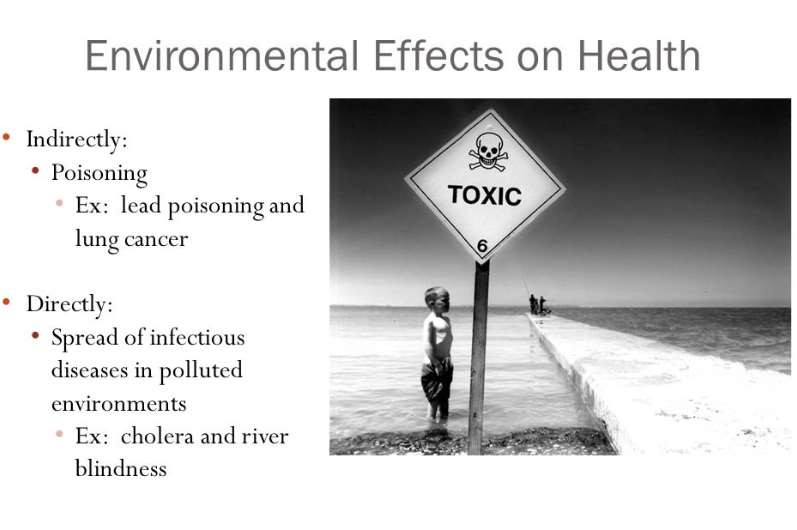 Environmental Effects on Health
• Indirectly:
• Poisoning
• Ex: lead poisoning and
lung cancer
• Directly:
• Spread of infectious
diseases in polluted
environments
• Ex: cholera and river
blindness
TOXIC
6